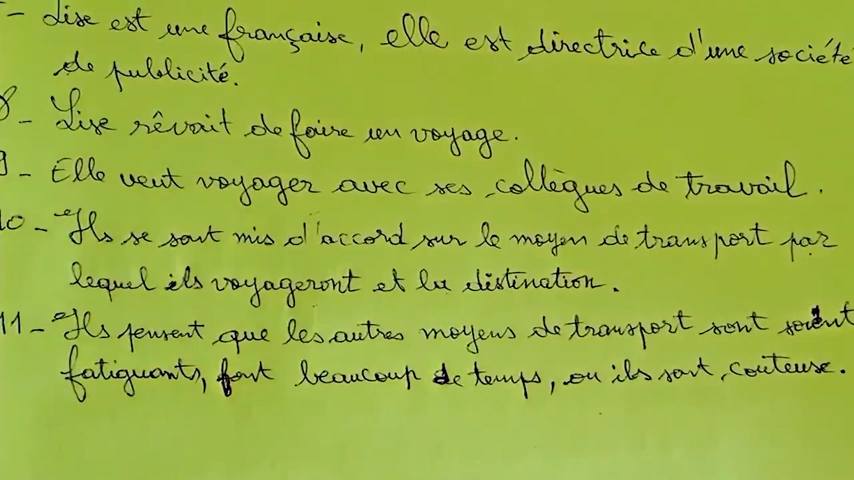 - Lise est une française, elle est directrice d'une société
de publicité.
8- Lise rêvait de faire un voyage.
9- Elle veut voyager avec ses collègues de travail.
10- Ils se sont mis d'accord sur le moyen de transport par
lequel ils voyageront et la distination.
11- Ils pensent que les autres moyens de transport sont soient
fatiguants, font beaucoup de temps, ou ils sont couteuse.